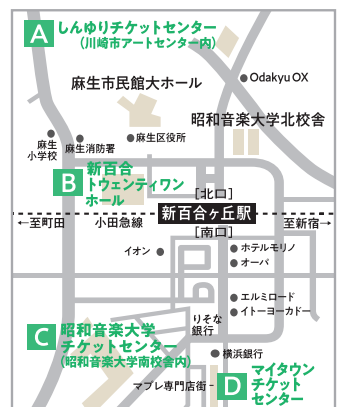 A しんゆりチケットセンター
（川崎市アートセンター内）
麻生市民館大ホール
Odakyu OX
昭和音楽大学北校舎
麻生
小学校
麻生消防署
麻生区役所
B 新百合
トウェンティワン
ホール
［北口］
新百合ヶ丘駅
←至町田
小田急線
至新宿→
［南口］
イオン
ホテルモリノ
オーパ
エルミロード
イトーヨーカドー
りそな
銀行
C 昭和音楽大学
チケットセンター
（昭和音楽大学南校舎内）
横浜銀行
マプレ専門店街
D マイタウン
チケット
センター